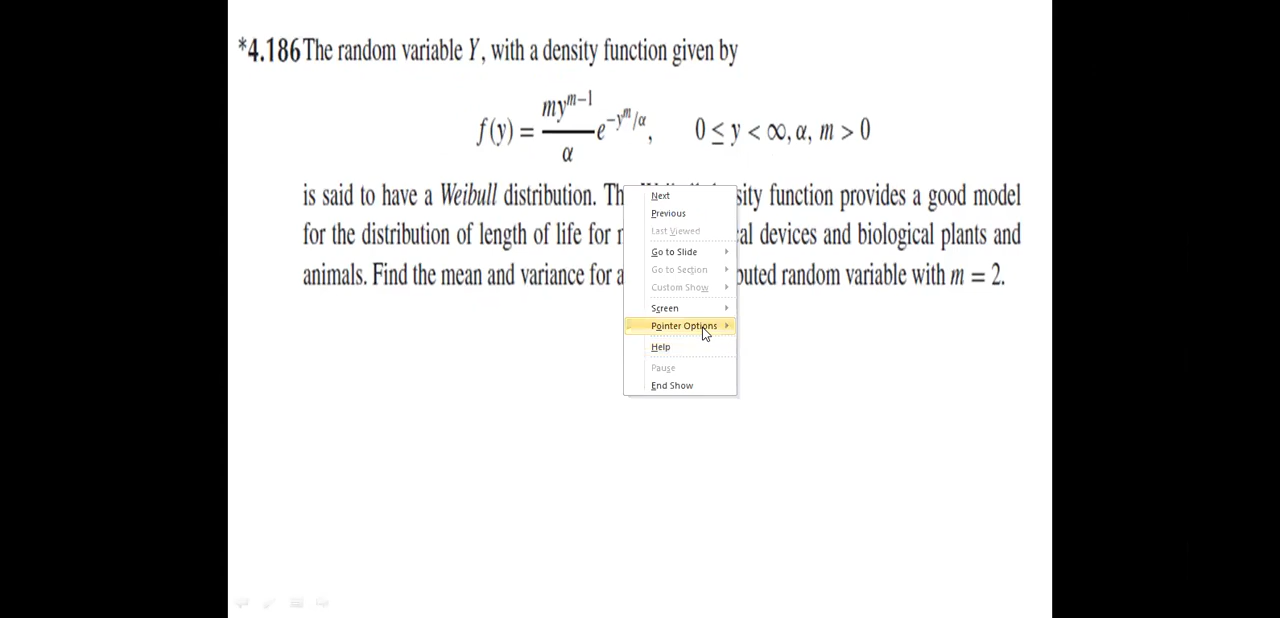 *4.186 The random variable Y, with a density function given by
f(y) = my^{m−1}/α e^{−y^m/α}, 0 ≤ y < ∞, α, m > 0
is said to have a Weibull distribution. Th sity function provides a good model
for the distribution of length of life for al devices and biological plants and
animals. Find the mean and variance for a buted random variable with m = 2.
Next
Previous
Last Viewed
Go to Slide
Go to Section
Custom Show
Screen
Pointer Options
Help
Pause
End Show